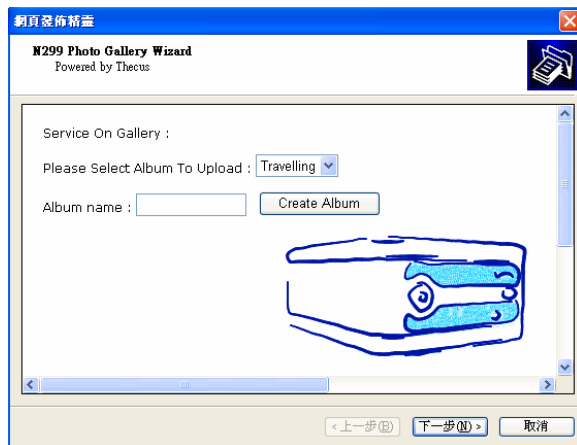 網頁發佈精靈
N299 Photo Gallery Wizard
Powered by Thecus
Service On Gallery :
Please Select Album To Upload : Travelling
Album name : Create Album
<上一步(B) 下一步(N) > 取消